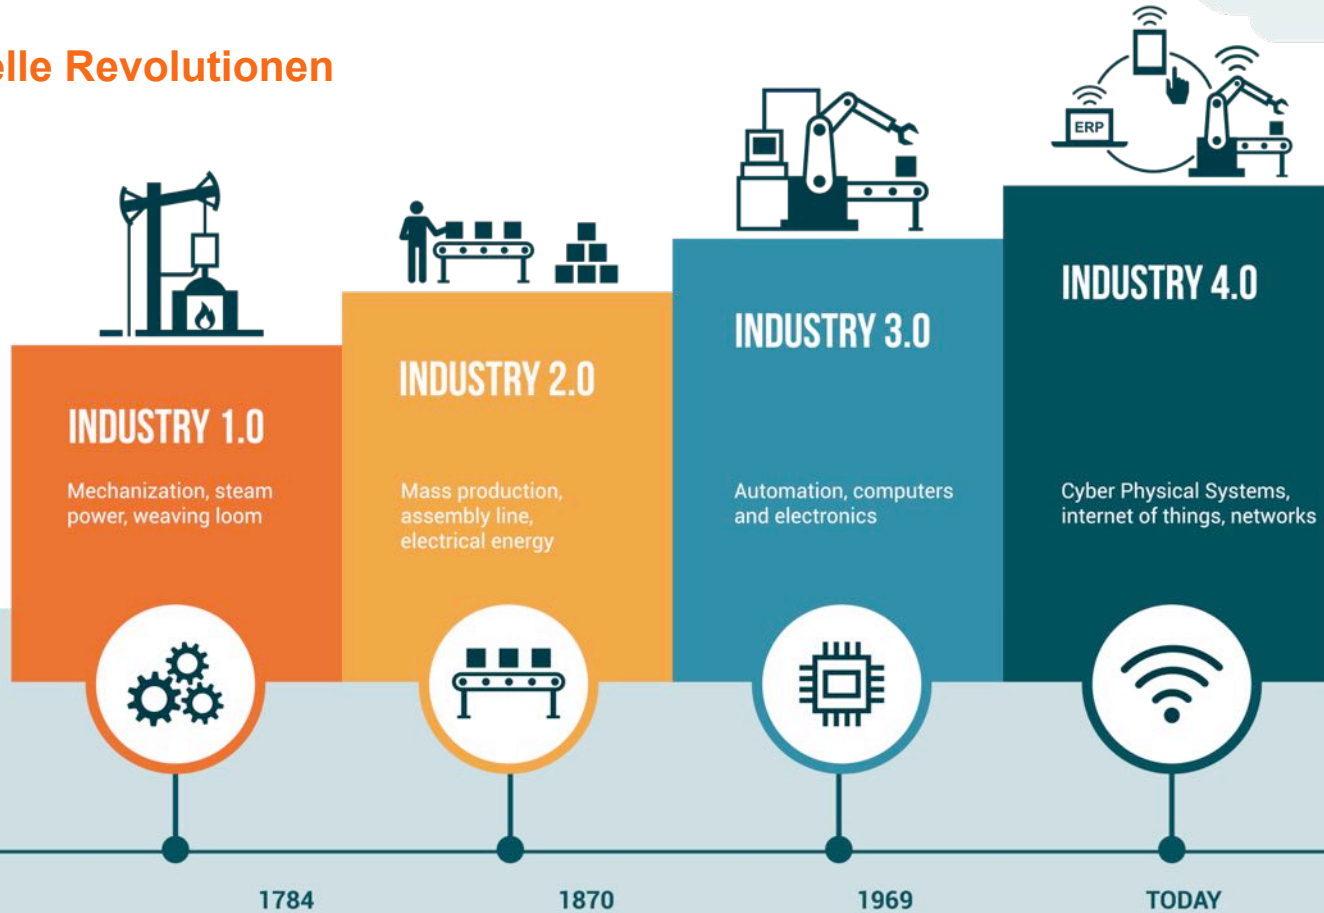 elle Revolutionen
ERP
INDUSTRY 4.0
INDUSTRY 3.0
INDUSTRY 2.0
INDUSTRY 1.0
Mechanization, steam
power, weaving loom
Mass production,
assembly line,
electrical energy
Automation, computers
and electronics
Cyber Physical Systems,
internet of things, networks
1784
1870
1969
TODAY